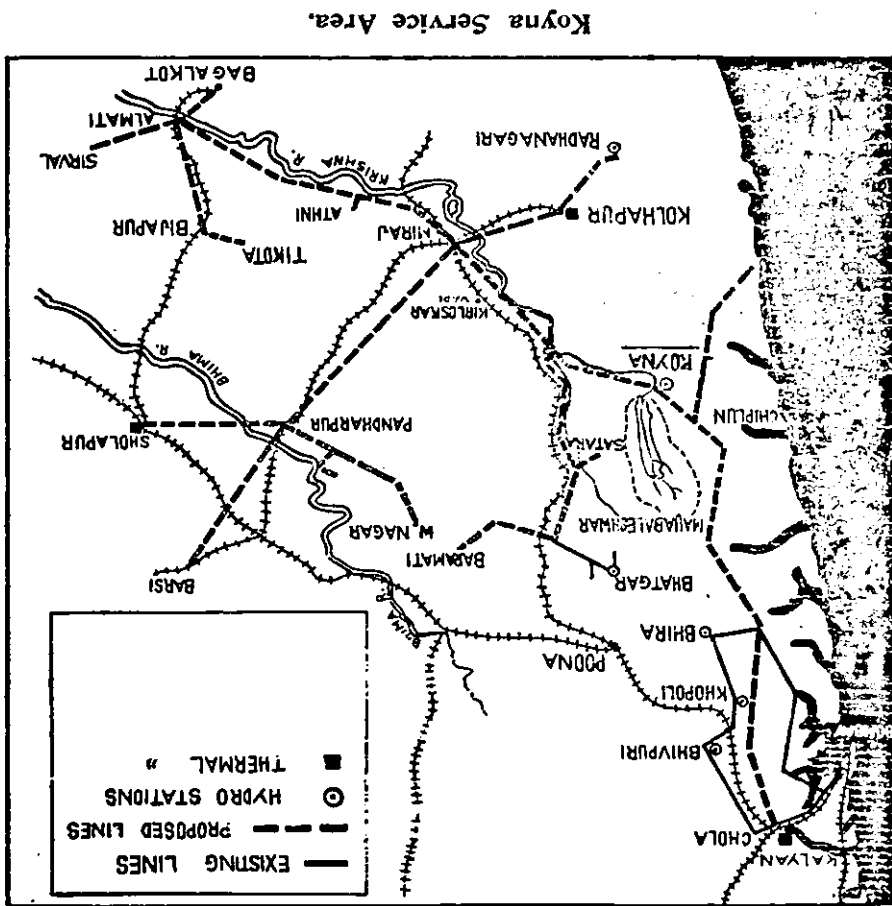 EXISTING LINES
PROPOSED LINES
HYDRO STATIONS
THERMAL "
KALYAN
CHOLA
BHIVPURI
KHOPOLI
BHIRA
POONA
BHIMA
BHATGAR
BARAMATI
W. NAGAR
BARSI
MAHABALESHWAR
SATARA
CHIPLUN
PANDHARPUR
SHOLAPUR
KOYNA
BHIMA R.
KIRLOSKAR
MIRAJ
TIKOTA
BIJAPUR
KOLHAPUR
ATHNI
RADHANAGARI
KRISHNA R.
SIRVAL
ALMATI
BAGALKOT
Koyna Service Area.